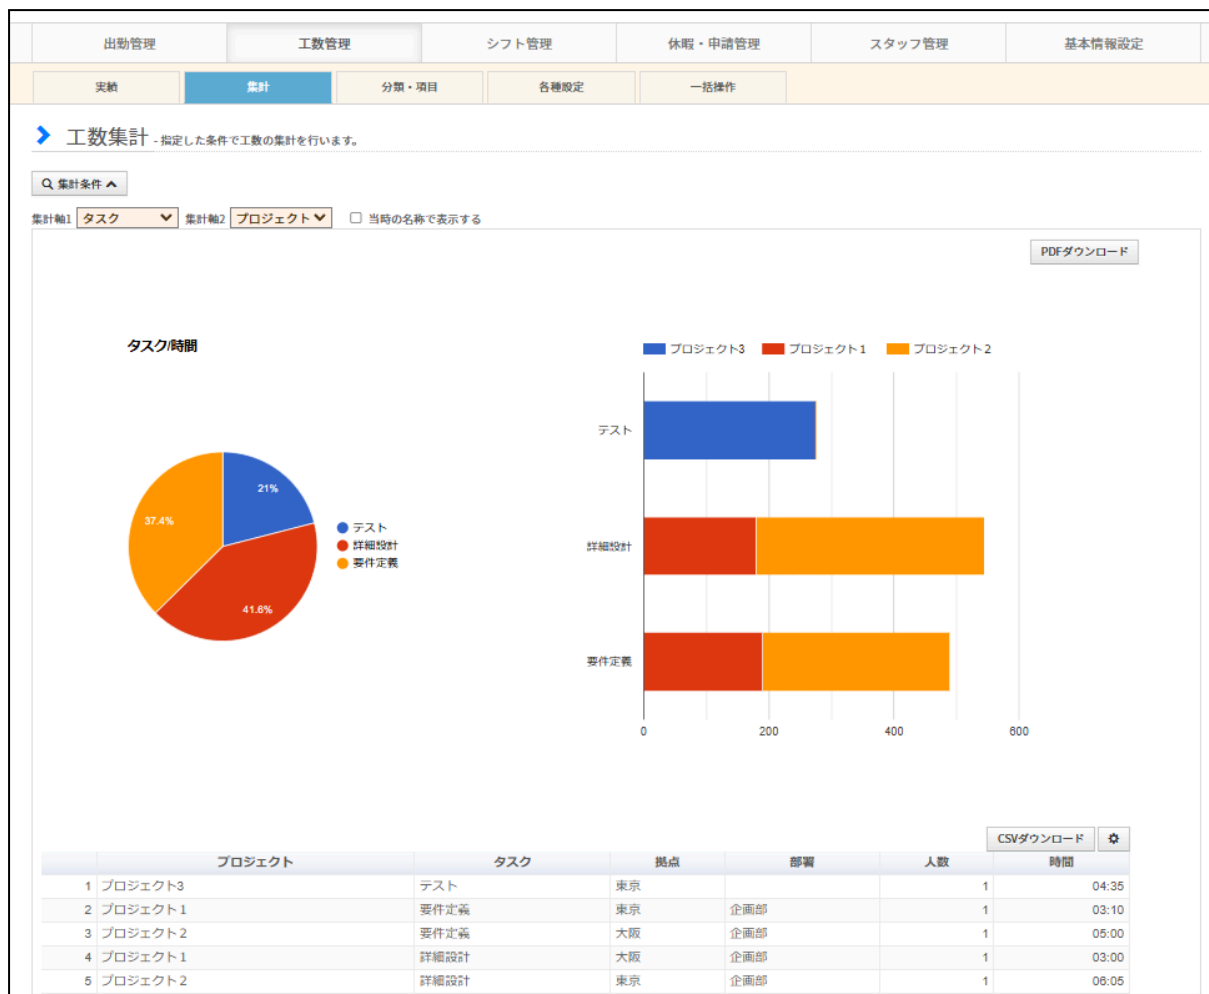 出勤管理 工数管理 シフト管理 休暇・申請管理 スタッフ管理 基本情報設定
実績 集計 分類・項目 各種設定 一括操作
工数集計 - 指定した条件で工数の集計を行います。
集計条件
集計軸1 タスク 集計軸2 プロジェクト 当時の名称で表示する
PDFダウンロード
タスク/時間
21%
37.4%
41.6%
テスト
詳細設計
要件定義
プロジェクト3 プロジェクト1 プロジェクト2
テスト
詳細設計
要件定義
0 200 400 600
CSVダウンロード
プロジェクト タスク 拠点 部署 人数 時間
1 プロジェクト3 テスト 東京 1 04:35
2 プロジェクト1 要件定義 東京 企画部 1 03:10
3 プロジェクト2 要件定義 大阪 企画部 1 05:00
4 プロジェクト1 詳細設計 大阪 企画部 1 03:00
5 プロジェクト2 詳細設計 東京 企画部 1 06:05